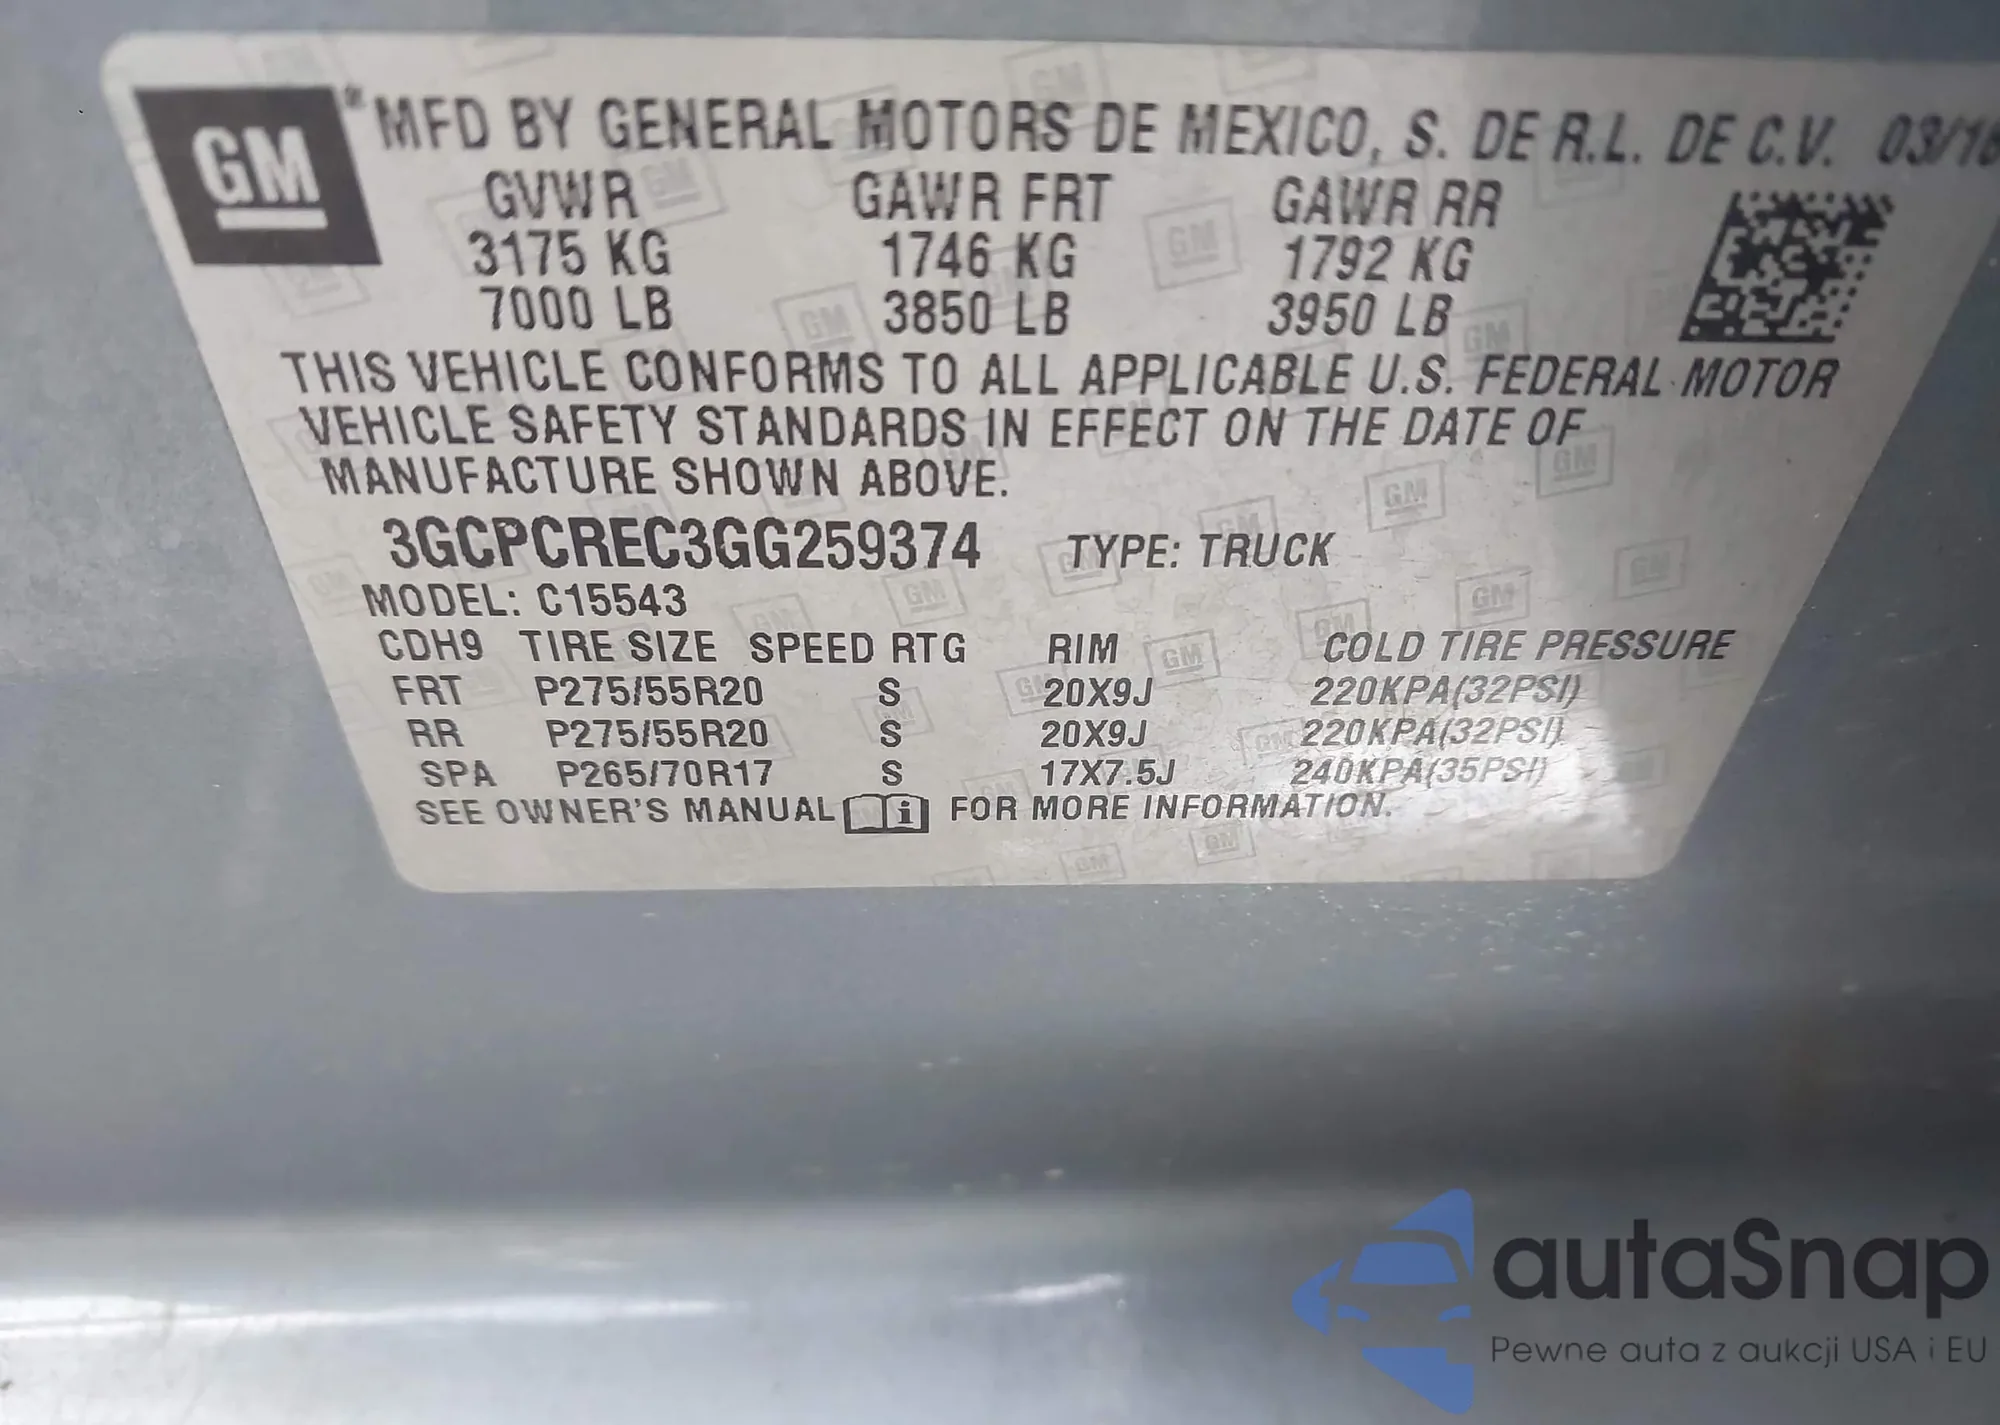 GM
® MFD BY GENERAL MOTORS DE MEXICO, S. DE R.L. DE C.V. 03/16
GVWR GAWR FRT GAWR RR
3175 KG 1746 KG 1792 KG
7000 LB 3850 LB 3950 LB
THIS VEHICLE CONFORMS TO ALL APPLICABLE U.S. FEDERAL MOTOR
VEHICLE SAFETY STANDARDS IN EFFECT ON THE DATE OF
MANUFACTURE SHOWN ABOVE.
3GCPCREC3GG259374 TYPE: TRUCK
MODEL: C15543
CDH9 TIRE SIZE SPEED RTG RIM COLD TIRE PRESSURE
FRT P275/55R20 S 20X9J 220KPA(32PSI)
RR P275/55R20 S 20X9J 220KPA(32PSI)
SPA P265/70R17 S 17X7.5J 240KPA(35PSI)
SEE OWNER'S MANUAL i FOR MORE INFORMATION.
autaSnap
Pewne auta z aukcji USA i EU